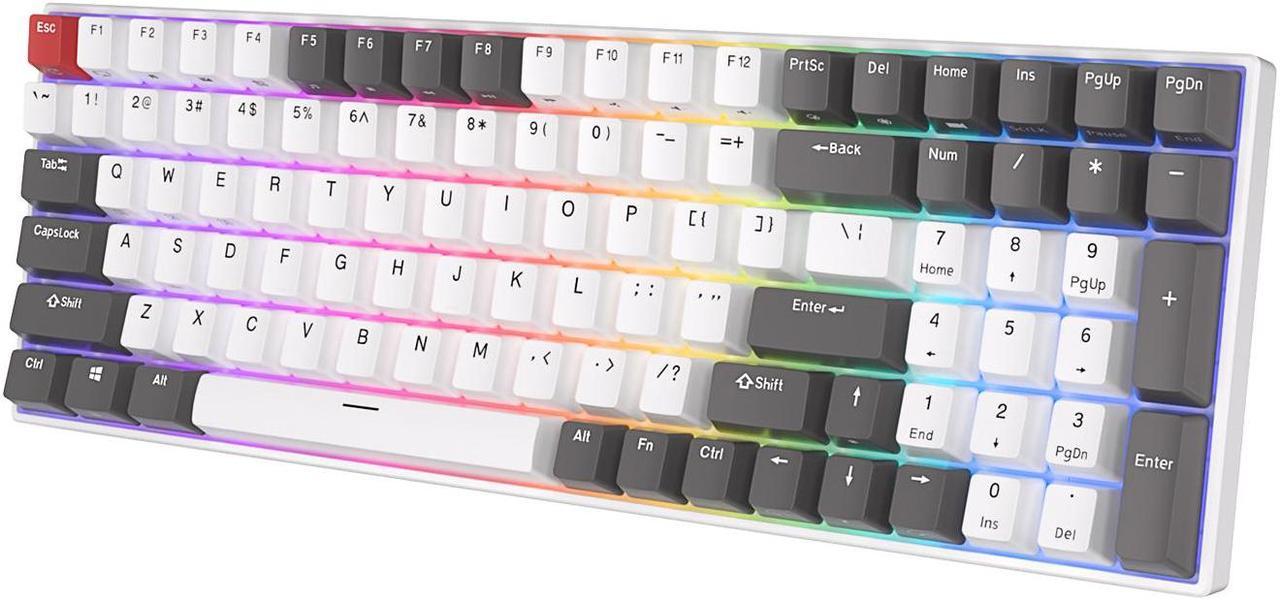 Esc F1 F2 F3 F4 F5 F6 F7 F8 F9 F10 F11 F12 PrtSc Del Home Ins PgUp PgDn
ScrLK Pause End
\~ 1! 2@ 3# 4$ 5% 6^ 7& 8* 9( 0) -_ =+ ←Back Num / * −
Tab Q W E R T Y U I O P [{ ]} \¦ 7 8 9
Home ↑ PgUp
CapsLock A S D F G H J K L ;: '" Enter↵ 4 5 6 +
← →
⇧Shift Z X C V B N M ,< .> /? ⇧Shift ↑ 1 2 3
End ↓ PgDn
Ctrl Alt Alt Fn Ctrl ← ↓ → 0 . Enter
Ins Del